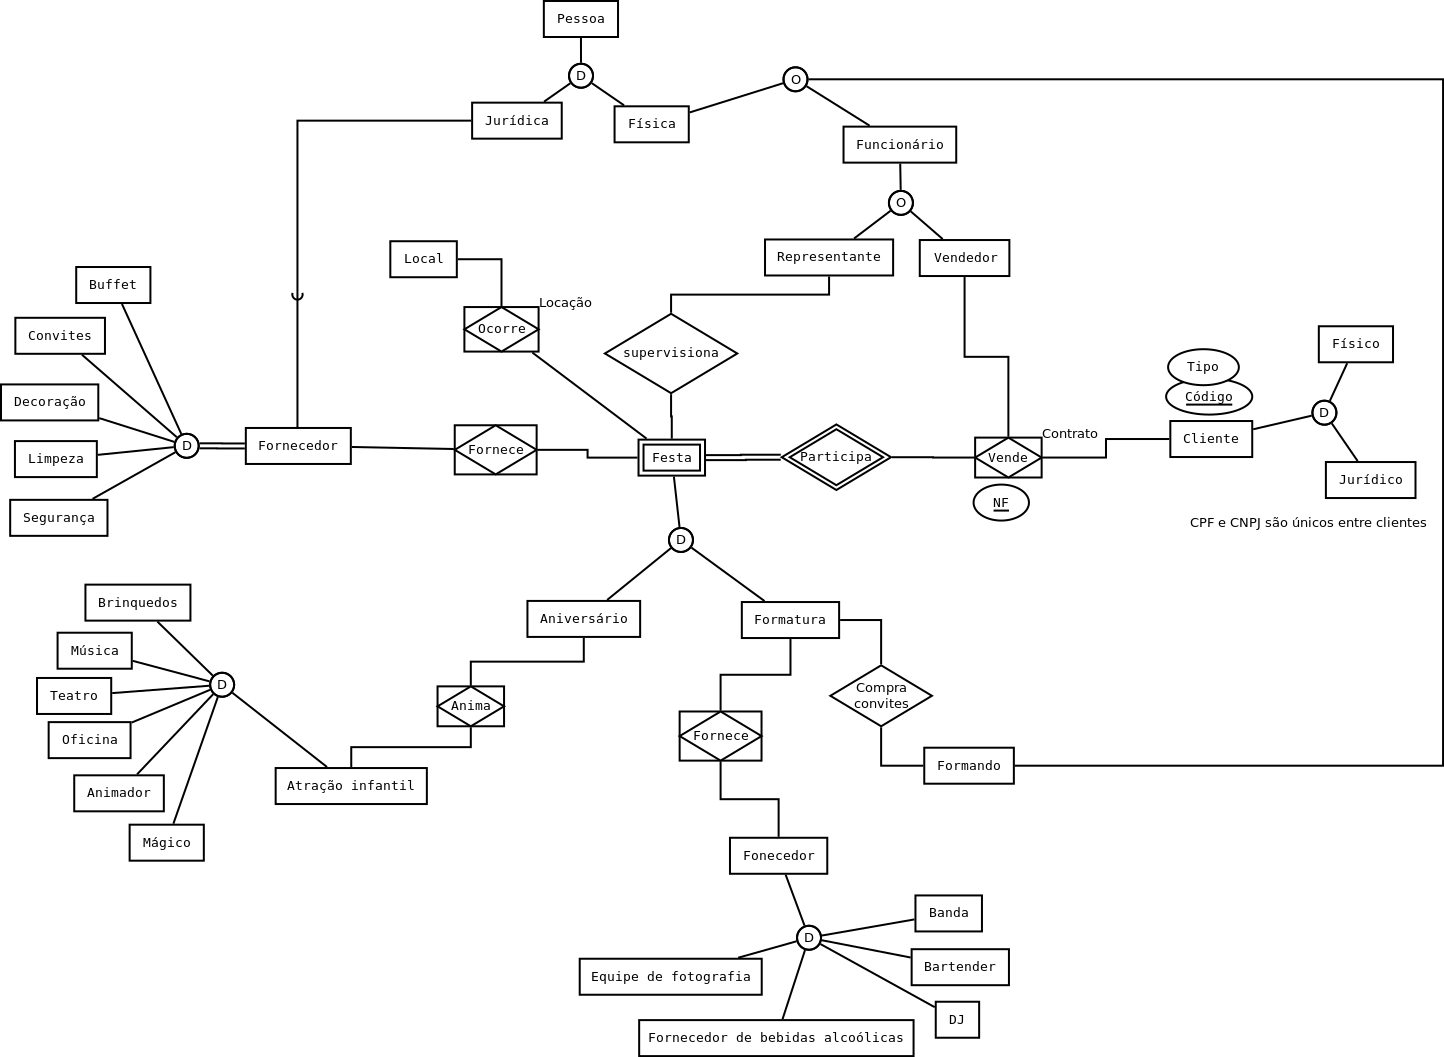 Pessoa
D
O
Jurídica
Física
Funcionário
O
Local
Representante
Vendedor
Buffet
Locação
Ocorre
Convites
supervisiona
Físico
Tipo
Código
Decoração
D
Contrato
Cliente
D
Fornecedor
Fornece
Festa
Participa
Vende
Limpeza
Jurídico
NF
Segurança
CPF e CNPJ são únicos entre clientes
D
Brinquedos
Aniversário
Formatura
Música
D
Teatro
Compra
convites
Anima
Oficina
Fornece
Formando
Animador
Atração infantil
Mágico
Fonecedor
Banda
D
Bartender
Equipe de fotografia
DJ
Fornecedor de bebidas alcoólicas